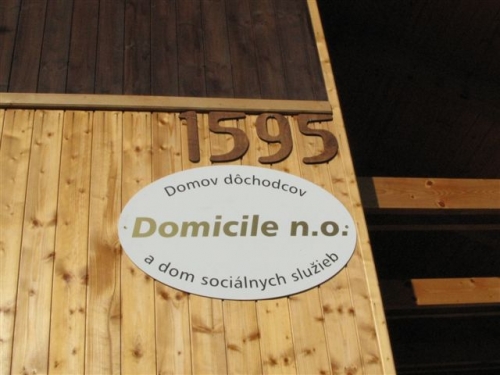 1595
Domov dôchodcov
Domicile n.o.
a dom sociálnych služieb